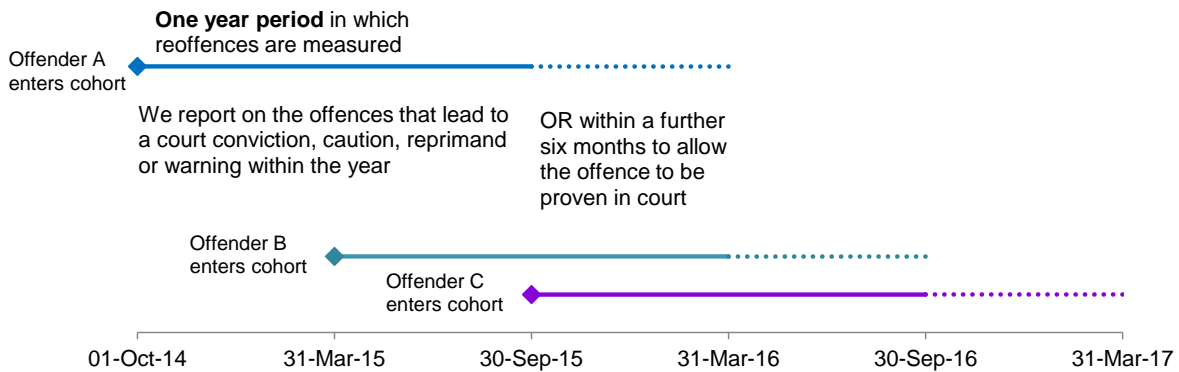 One year period in which
reoffences are measured
Offender A
enters cohort
We report on the offences that lead to
a court conviction, caution, reprimand
or warning within the year
OR within a further
six months to allow
the offence to be
proven in court
Offender B
enters cohort
Offender C
enters cohort
01-Oct-14 31-Mar-15 30-Sep-15 31-Mar-16 30-Sep-16 31-Mar-17